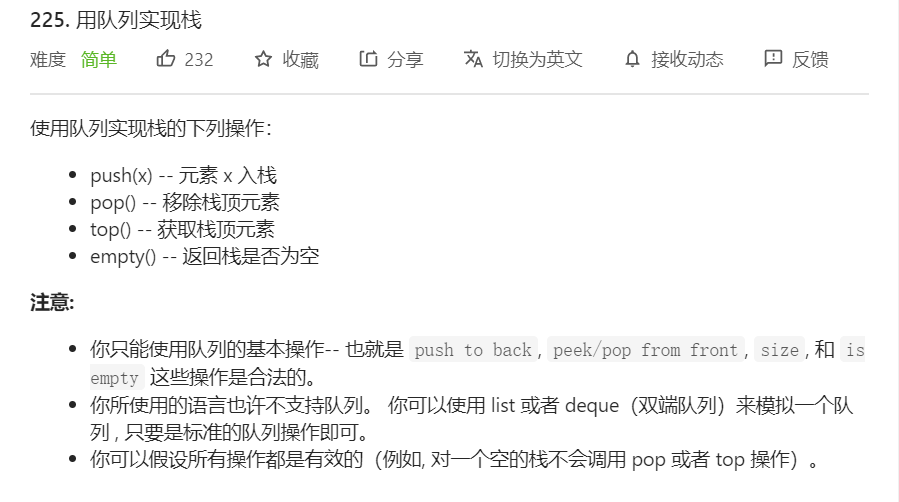 225. 用队列实现栈
难度 简单 232 收藏 分享 切换为英文 接收动态 反馈
使用队列实现栈的下列操作：
push(x) -- 元素 x 入栈
pop() -- 移除栈顶元素
top() -- 获取栈顶元素
empty() -- 返回栈是否为空
注意:
你只能使用队列的基本操作-- 也就是 push to back, peek/pop from front, size, 和 is
empty 这些操作是合法的。
你所使用的语言也许不支持队列。 你可以使用 list 或者 deque（双端队列）来模拟一个队
列 , 只要是标准的队列操作即可。
你可以假设所有操作都是有效的（例如, 对一个空的栈不会调用 pop 或者 top 操作）。